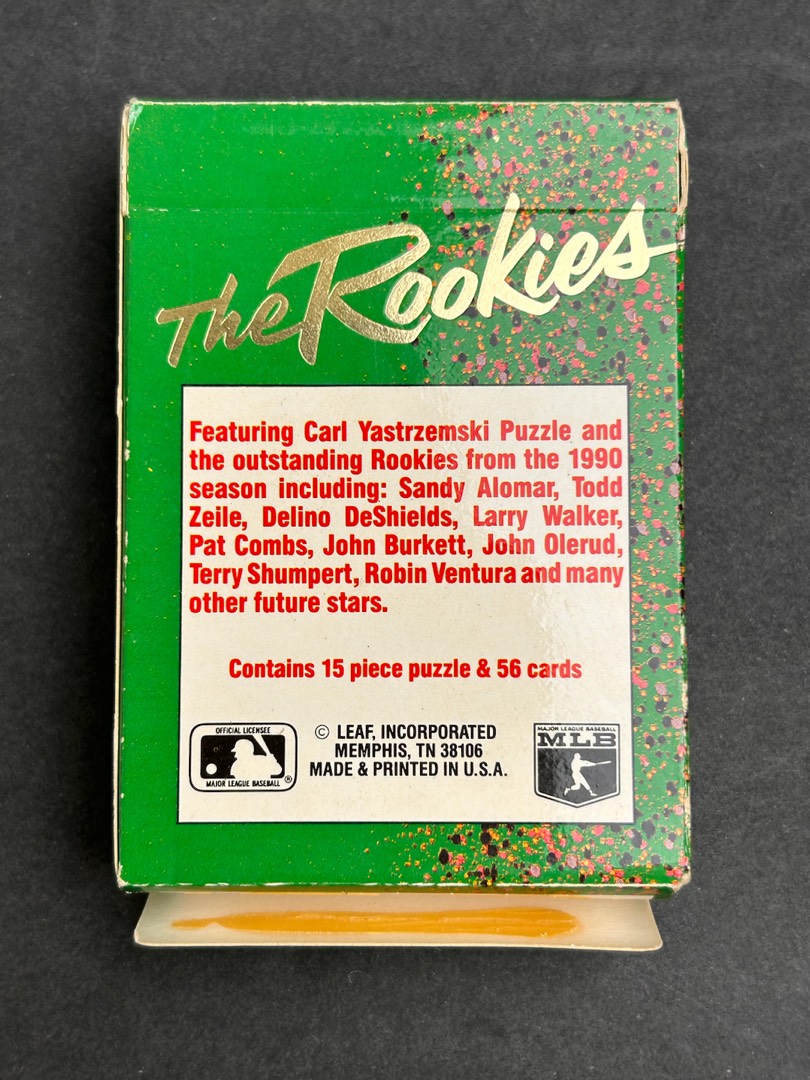 The Rookies
Featuring Carl Yastrzemski Puzzle and
the outstanding Rookies from the 1990
season including: Sandy Alomar, Todd
Zeile, Delino DeShields, Larry Walker,
Pat Combs, John Burkett, John Olerud,
Terry Shumpert, Robin Ventura and many
other future stars.
Contains 15 piece puzzle & 56 cards
OFFICIAL LICENSEE
MAJOR LEAGUE BASEBALL ®
© LEAF, INCORPORATED
MEMPHIS, TN 38106
MADE & PRINTED IN U.S.A.
MAJOR LEAGUE BASEBALL
MLB